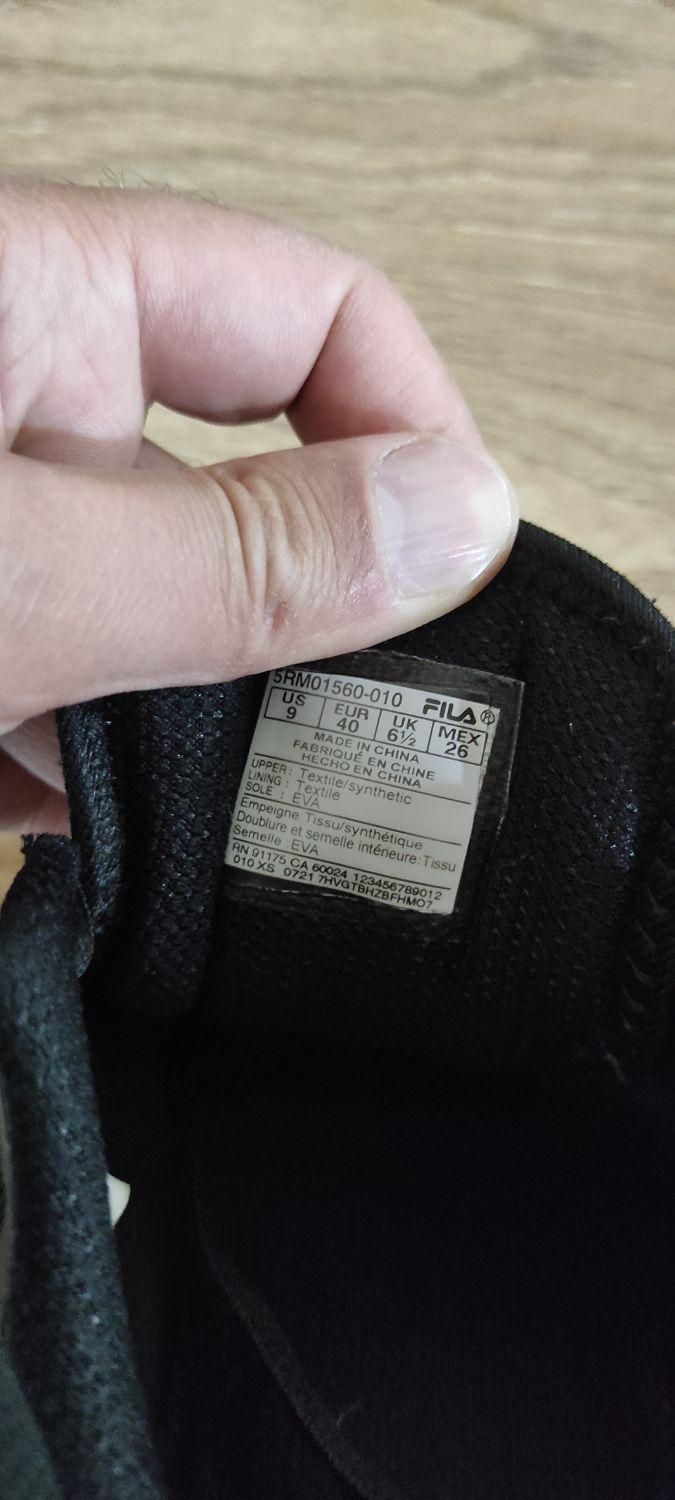 5RM01560-010 FILA®
US 9 EUR 40 UK 6½ MEX 26
MADE IN CHINA
FABRIQUÉ EN CHINE
HECHO EN CHINA
UPPER: Textile/synthetic
LINING: Textile
SOLE : EVA
Empeigne Tissu/synthétique
Doublure et semelle inténeure: Tissu
Semelle: EVA
RN 91175 CA 60024 123456789012
010 XS 0721 7HVGTBHZBFHMO7